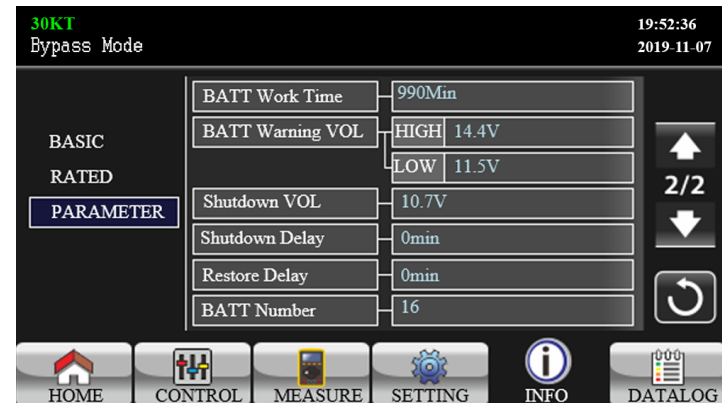 30KT
Bypass Mode
19:52:36
2019-11-07
BASIC
RATED
PARAMETER
BATT Work Time 990Min
BATT Warning VOL HIGH 14.4V
LOW 11.5V
Shutdown VOL 10.7V
Shutdown Delay 0min
Restore Delay 0min
BATT Number 16
2/2
HOME CONTROL MEASURE SETTING INFO DATALOG